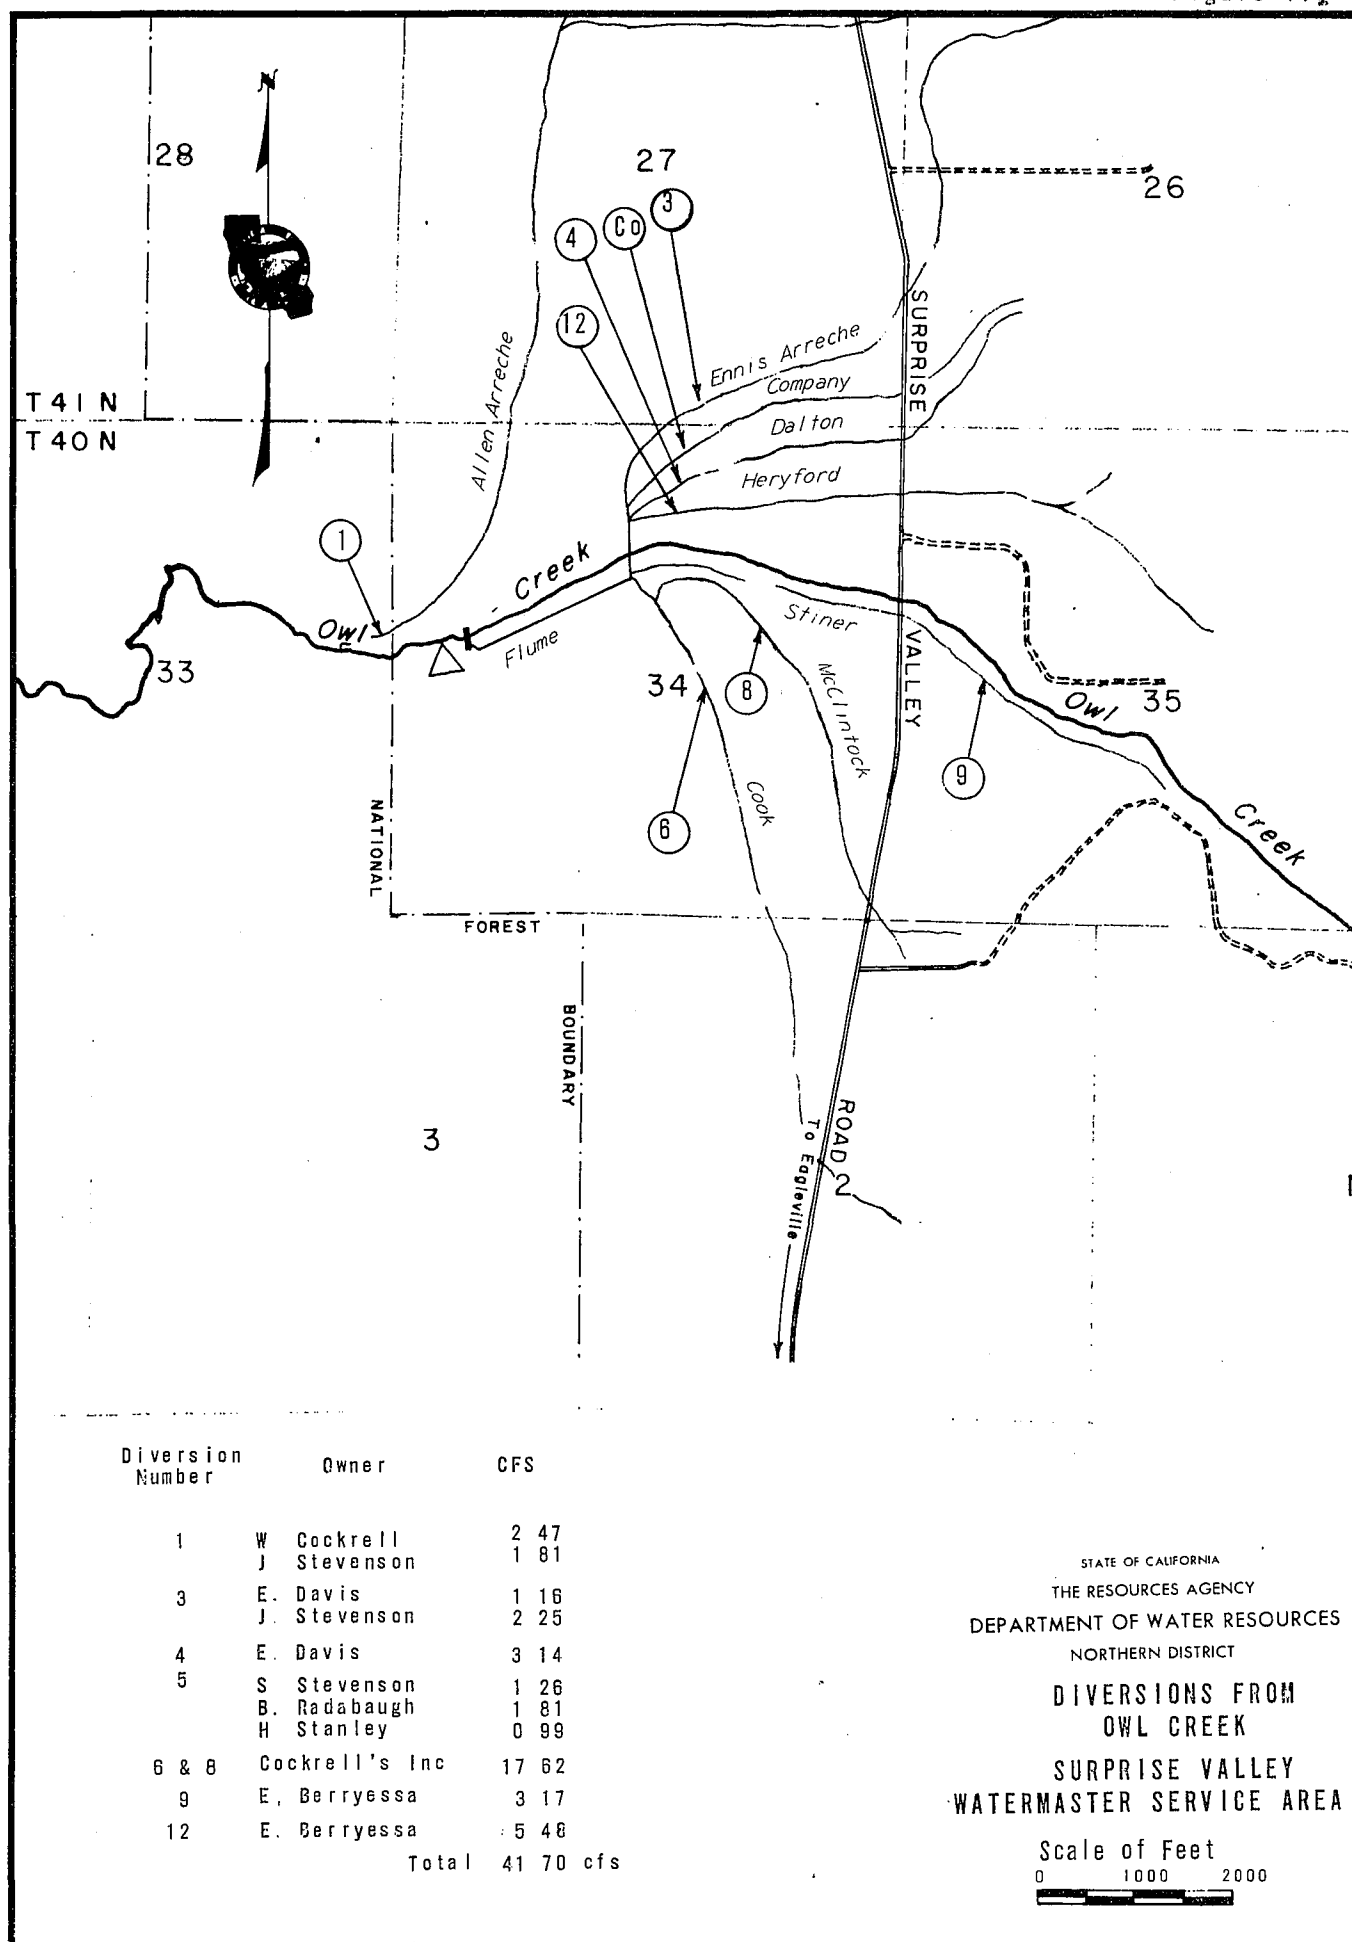 N
28
27
26
3
Co
4
12
SURPRISE
Ennis Arreche
Company
Allen Arreche
T 41 N
T 40 N
Dalton
Heryford
1
Creek
Owl
Flume
Stiner
33
34
8
VALLEY
McClintock
Owl
35
9
Cook
6
Creek
NATIONAL
FOREST
BOUNDARY
3
ROAD
2
To Eagleville
Diversion
Number Owner CFS
1 W Cockrell 2 47
J Stevenson 1 81
3 E. Davis 1 16
J. Stevenson 2 25
4 E. Davis 3 14
5 S Stevenson 1 26
B. Radabaugh 1 81
H Stanley 0 99
6 & 8 Cockrell's Inc 17 62
9 E. Berryessa 3 17
12 E. Berryessa 5 48
Total 41 70 cfs
STATE OF CALIFORNIA
THE RESOURCES AGENCY
DEPARTMENT OF WATER RESOURCES
NORTHERN DISTRICT
DIVERSIONS FROM
OWL CREEK
SURPRISE VALLEY
WATERMASTER SERVICE AREA
Scale of Feet
0 1000 2000